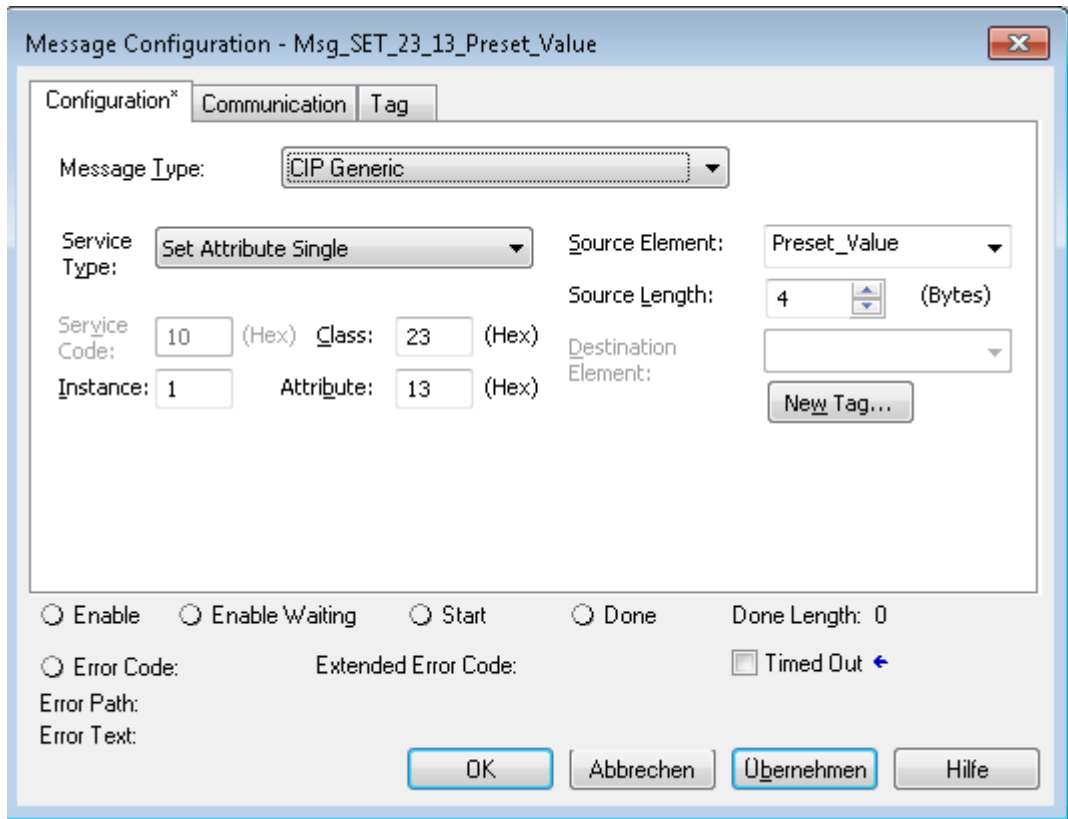 Message Configuration - Msg_SET_23_13_Preset_Value
Configuration* Communication Tag
Message Type: CIP Generic
Service Type: Set Attribute Single
Source Element: Preset_Value
Source Length: 4 (Bytes)
Service Code: 10 (Hex) Class: 23 (Hex)
Destination Element:
Instance: 1 Attribute: 13 (Hex)
New Tag...
Enable Enable Waiting Start Done Done Length: 0
Error Code: Extended Error Code: Timed Out
Error Path:
Error Text:
OK Abbrechen Übernehmen Hilfe